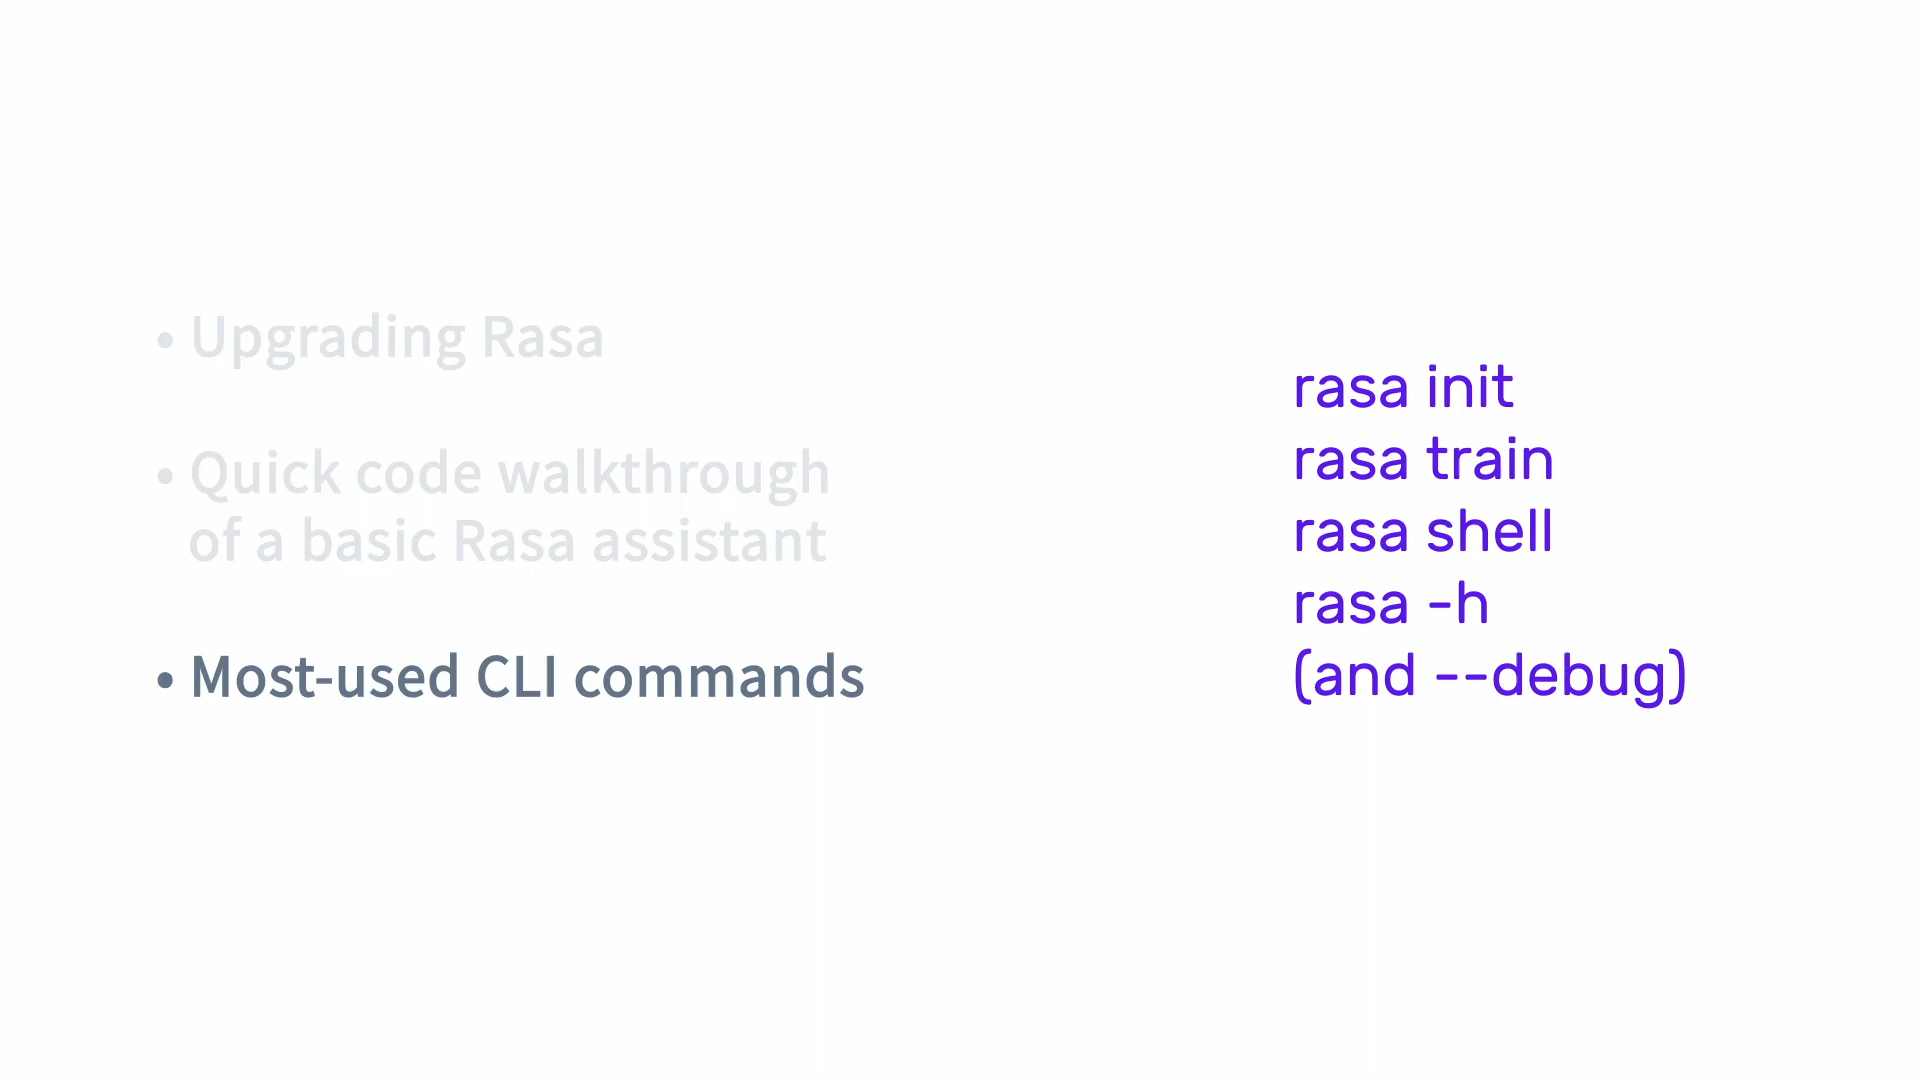 • Upgrading Rasa
• Quick code walkthrough
of a basic Rasa assistant
• Most-used CLI commands
rasa init
rasa train
rasa shell
rasa -h
(and --debug)